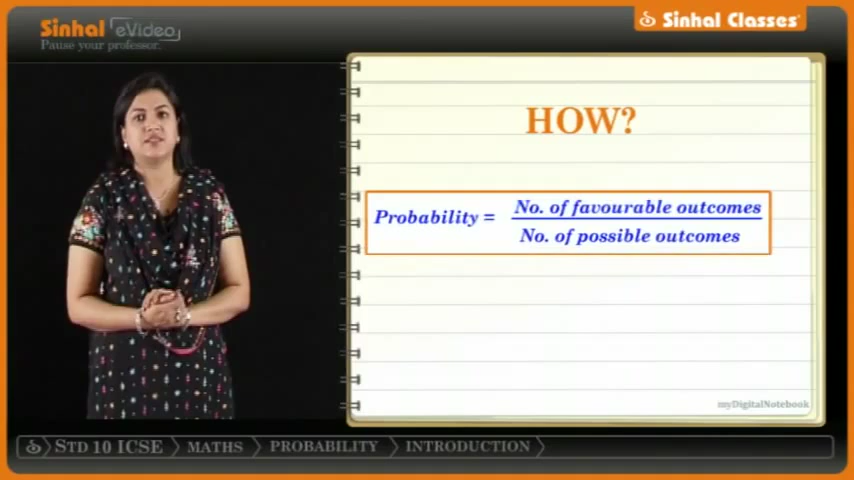 Sinhal eVideo
Pause your professor.
Sinhal Classes
HOW?
Probability = No. of favourable outcomes
No. of possible outcomes
myDigitalNotebook
STD 10 ICSE MATHS PROBABILITY INTRODUCTION